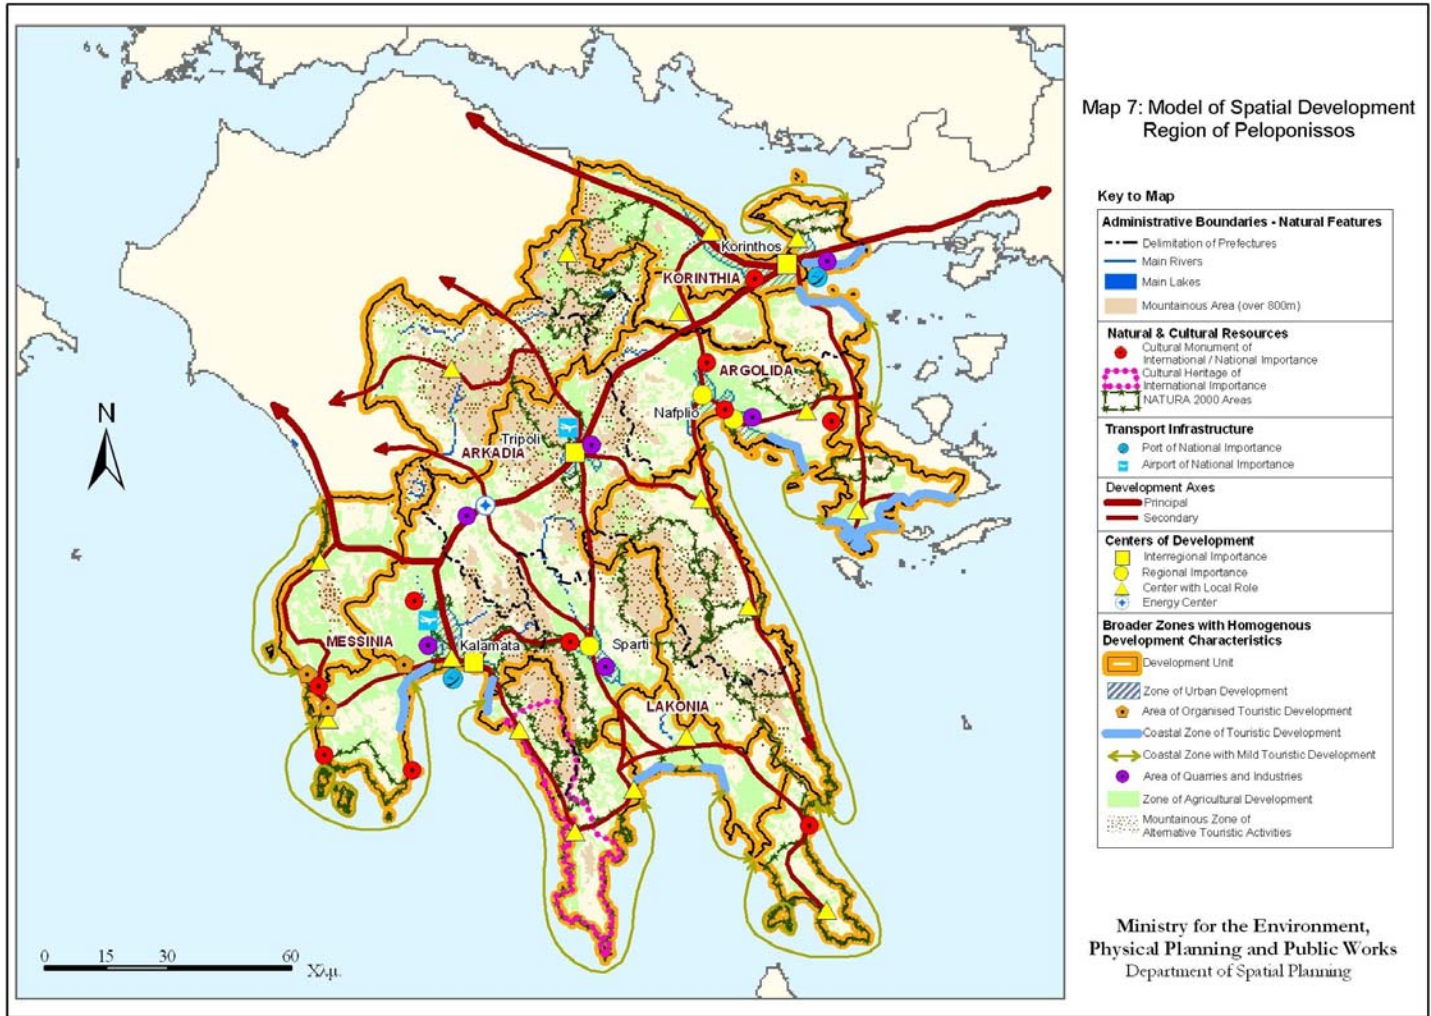 Map 7: Model of Spatial Development
Region of Peloponissos
Key to Map
Administrative Boundaries - Natural Features
Delimitation of Prefectures
Main Rivers
Main Lakes
Mountainous Area (over 800m)
Natural & Cultural Resources
Cultural Monument of
International / National Importance
Cultural Heritage of
International Importance
NATURA 2000 Areas
Transport Infrastructure
Port of National Importance
Airport of National Importance
Development Axes
Principal
Secondary
Centers of Development
Interregional Importance
Regional Importance
Center with Local Role
Energy Center
Broader Zones with Homogenous
Development Characteristics
Development Unit
Zone of Urban Development
Area of Organised Touristic Development
Coastal Zone of Touristic Development
Coastal Zone with Mild Touristic Development
Area of Quarries and Industries
Zone of Agricultural Development
Mountainous Zone of
Alternative Touristic Activities
Ministry for the Environment,
Physical Planning and Public Works
Department of Spatial Planning
Korinthos
KORINTHIA
ARGOLIDA
Nafplio
Tripoli
ARKADIA
MESSINIA
Kalamata
Sparti
LAKONIA
N
0 15 30 60
Χλμ.